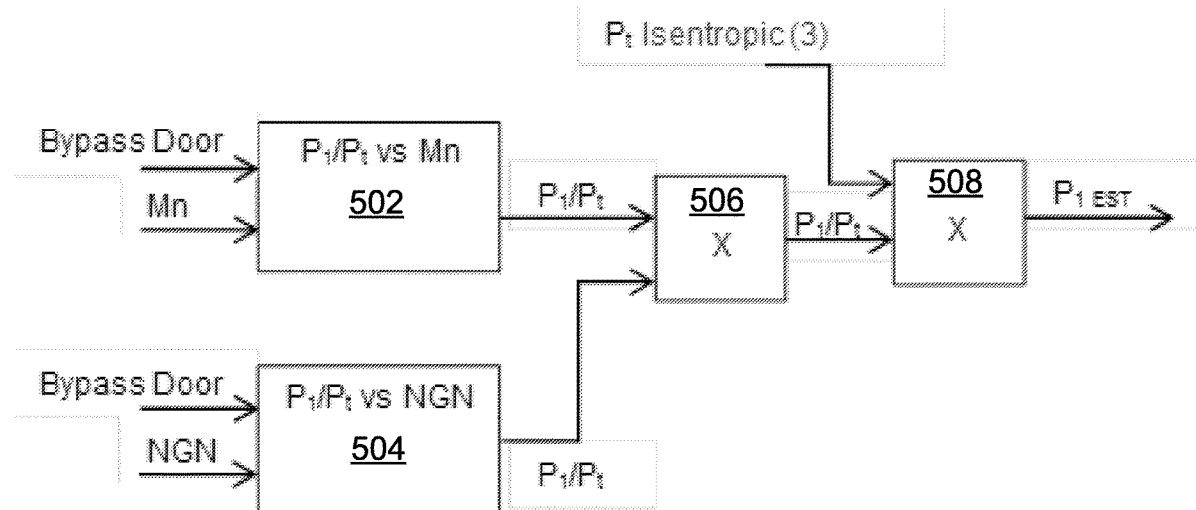 Pt Isentropic (3)
Bypass Door
Mn
P1/Pt vs Mn
502
P1/Pt
506
X
P1/Pt
508
X
P1 EST
Bypass Door
NGN
P1/Pt vs NGN
504
P1/Pt